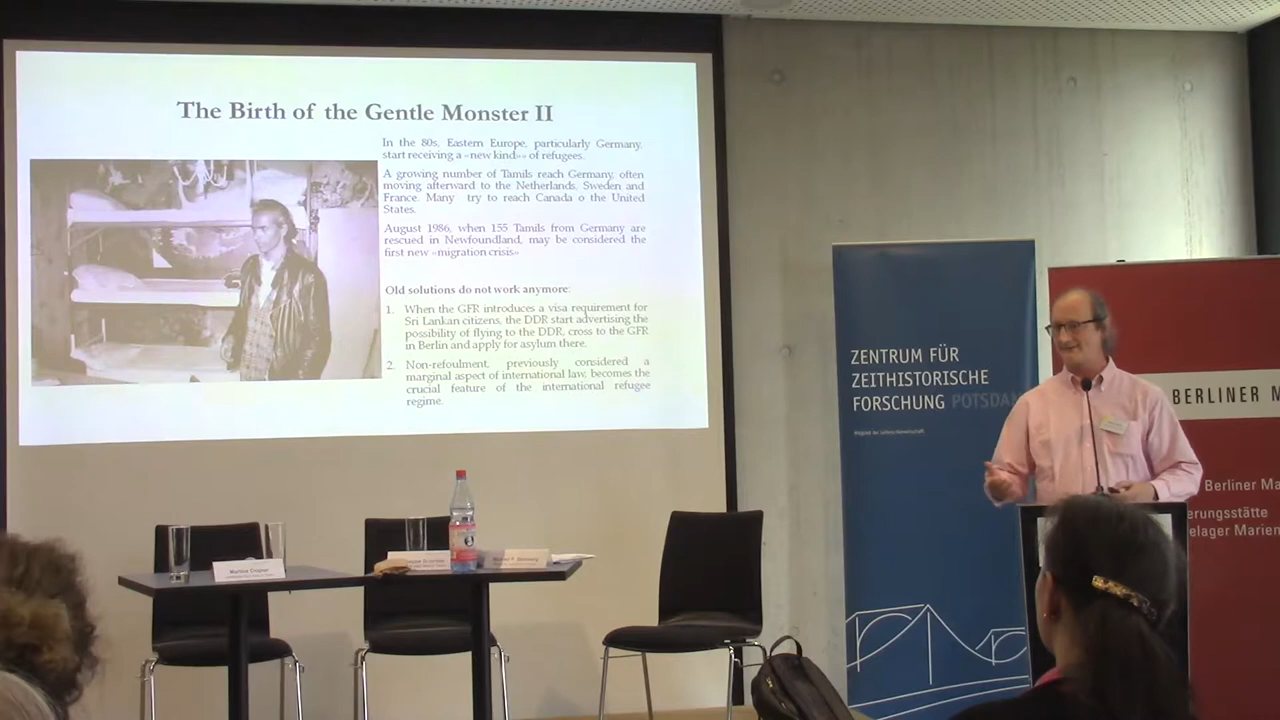 The Birth of the Gentle Monster II
In the 80s, Eastern Europe, particularly Germany,
start receiving a «new kind»» of refugees.
A growing number of Tamils reach Germany, often
moving afterward to the Netherlands, Sweden and
France. Many try to reach Canada o the United
States.
August 1986, when 155 Tamils from Germany are
rescued in Newfoundland, may be considered the
first new «migration crisis»
Old solutions do not work anymore:
1. When the GFR introduces a visa requirement for
Sri Lankan citizens, the DDR start advertising the
possibility of flying to the DDR, cross to the GFR
in Berlin and apply for asylum there.
2. Non-refoulment, previously considered a
marginal aspect of international law, becomes the
crucial feature of the international refugee
regime.
ZENTRUM FÜR
ZEITHISTORISCHE
FORSCHUNG POTSDA
Mitglied der Leibniz-Gemeinschaft
BERLINER M
Berliner Ma
erungsstätte
elager Marien